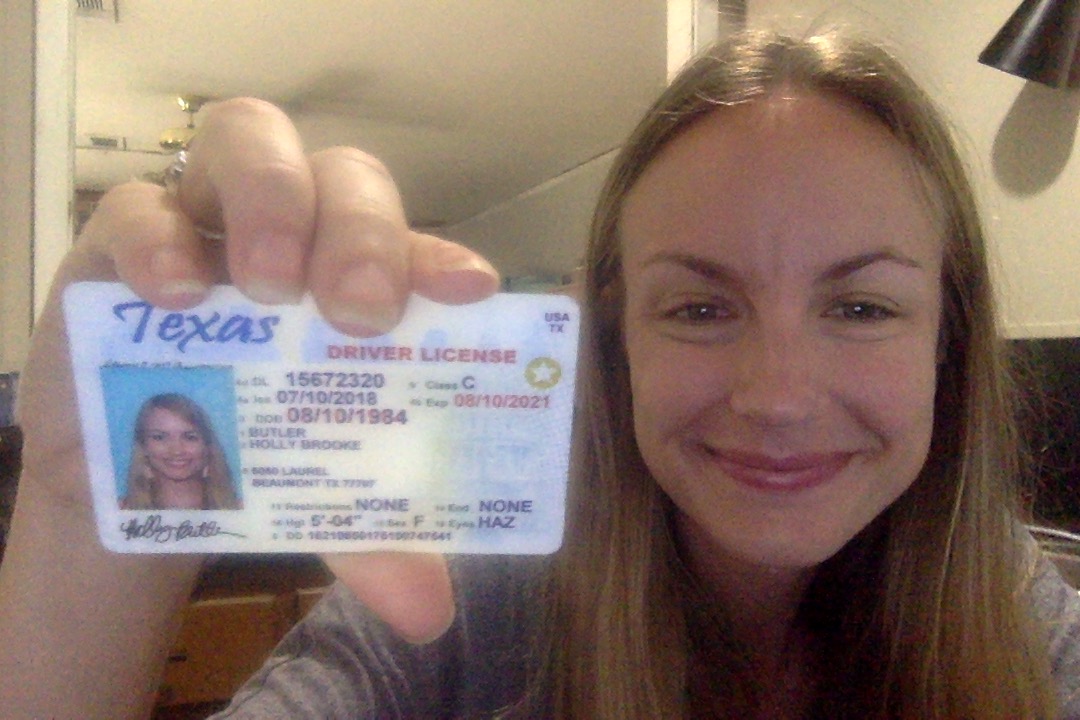 Texas
USA
TX
DRIVER LICENSE
4d DL 15672320 9 Class C
4a Iss 07/10/2018 4b Exp 08/10/2021
3 DOB 08/10/1984
1 BUTLER
2 HOLLY BROOKE
8 6060 LAUREL
BEAUMONT TX 77707
12 Restrictions NONE 9a End NONE
16 Hgt 5'-04" 15 Sex F 18 Eyes HAZ
5 DD
Holly Butler